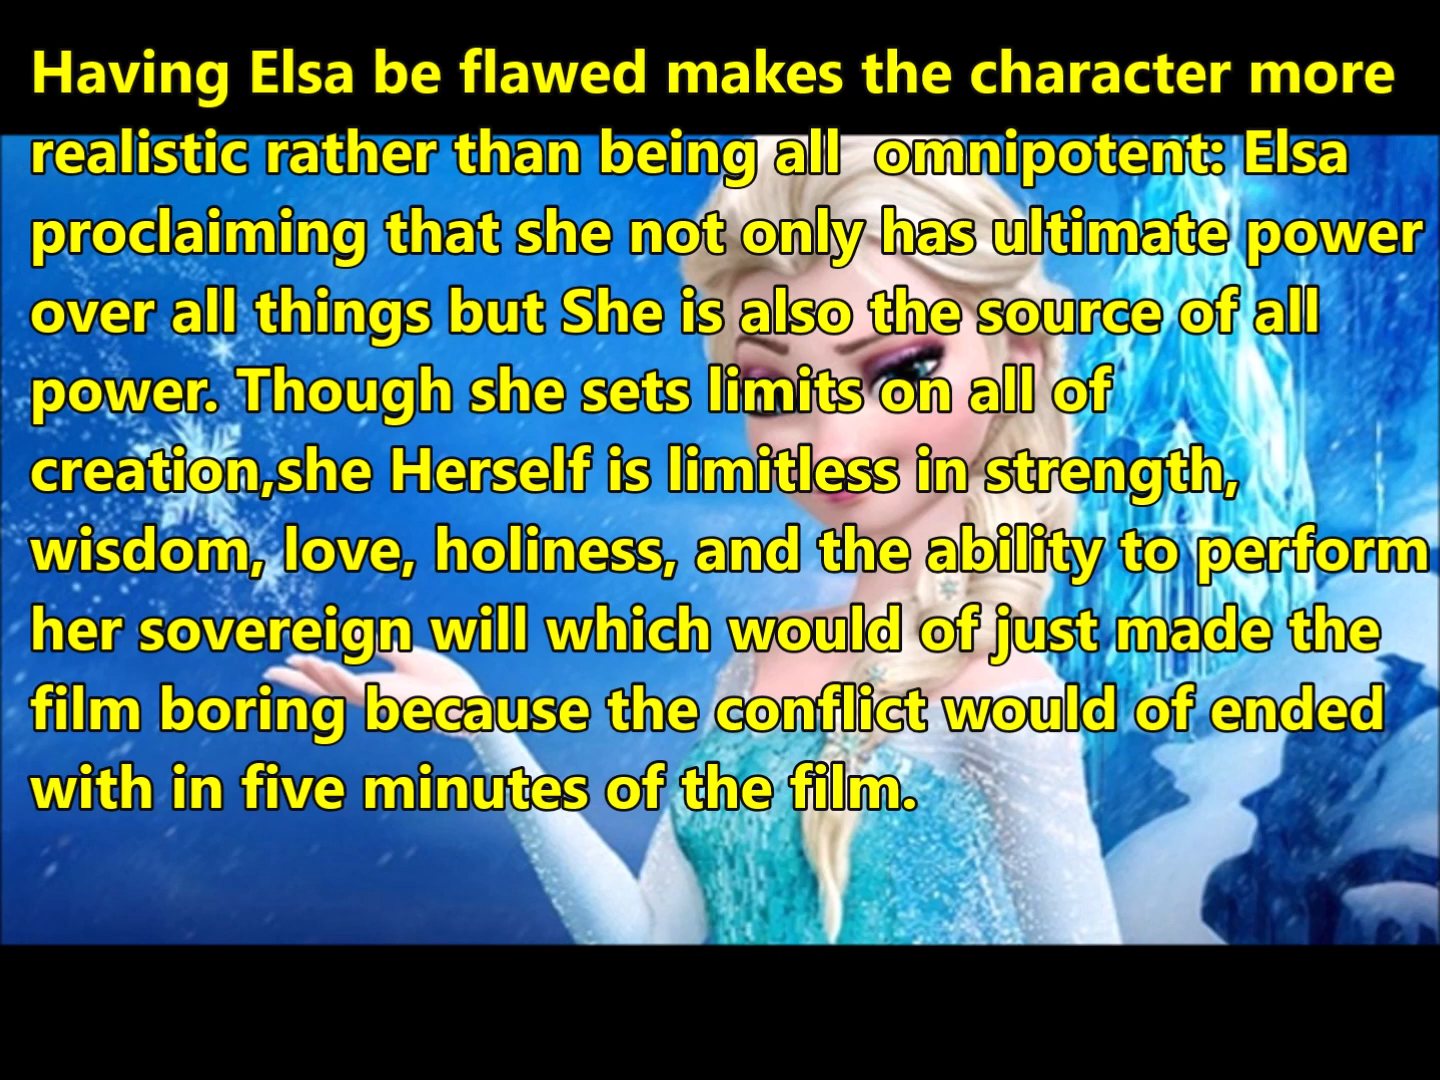 Having Elsa be flawed makes the character more
realistic rather than being all  omnipotent: Elsa
proclaiming that she not only has ultimate power
over all things but She is also the source of all
power. Though she sets limits on all of
creation,she Herself is limitless in strength,
wisdom, love, holiness, and the ability to perform
her sovereign will which would of just made the
film boring because the conflict would of ended
with in five minutes of the film.